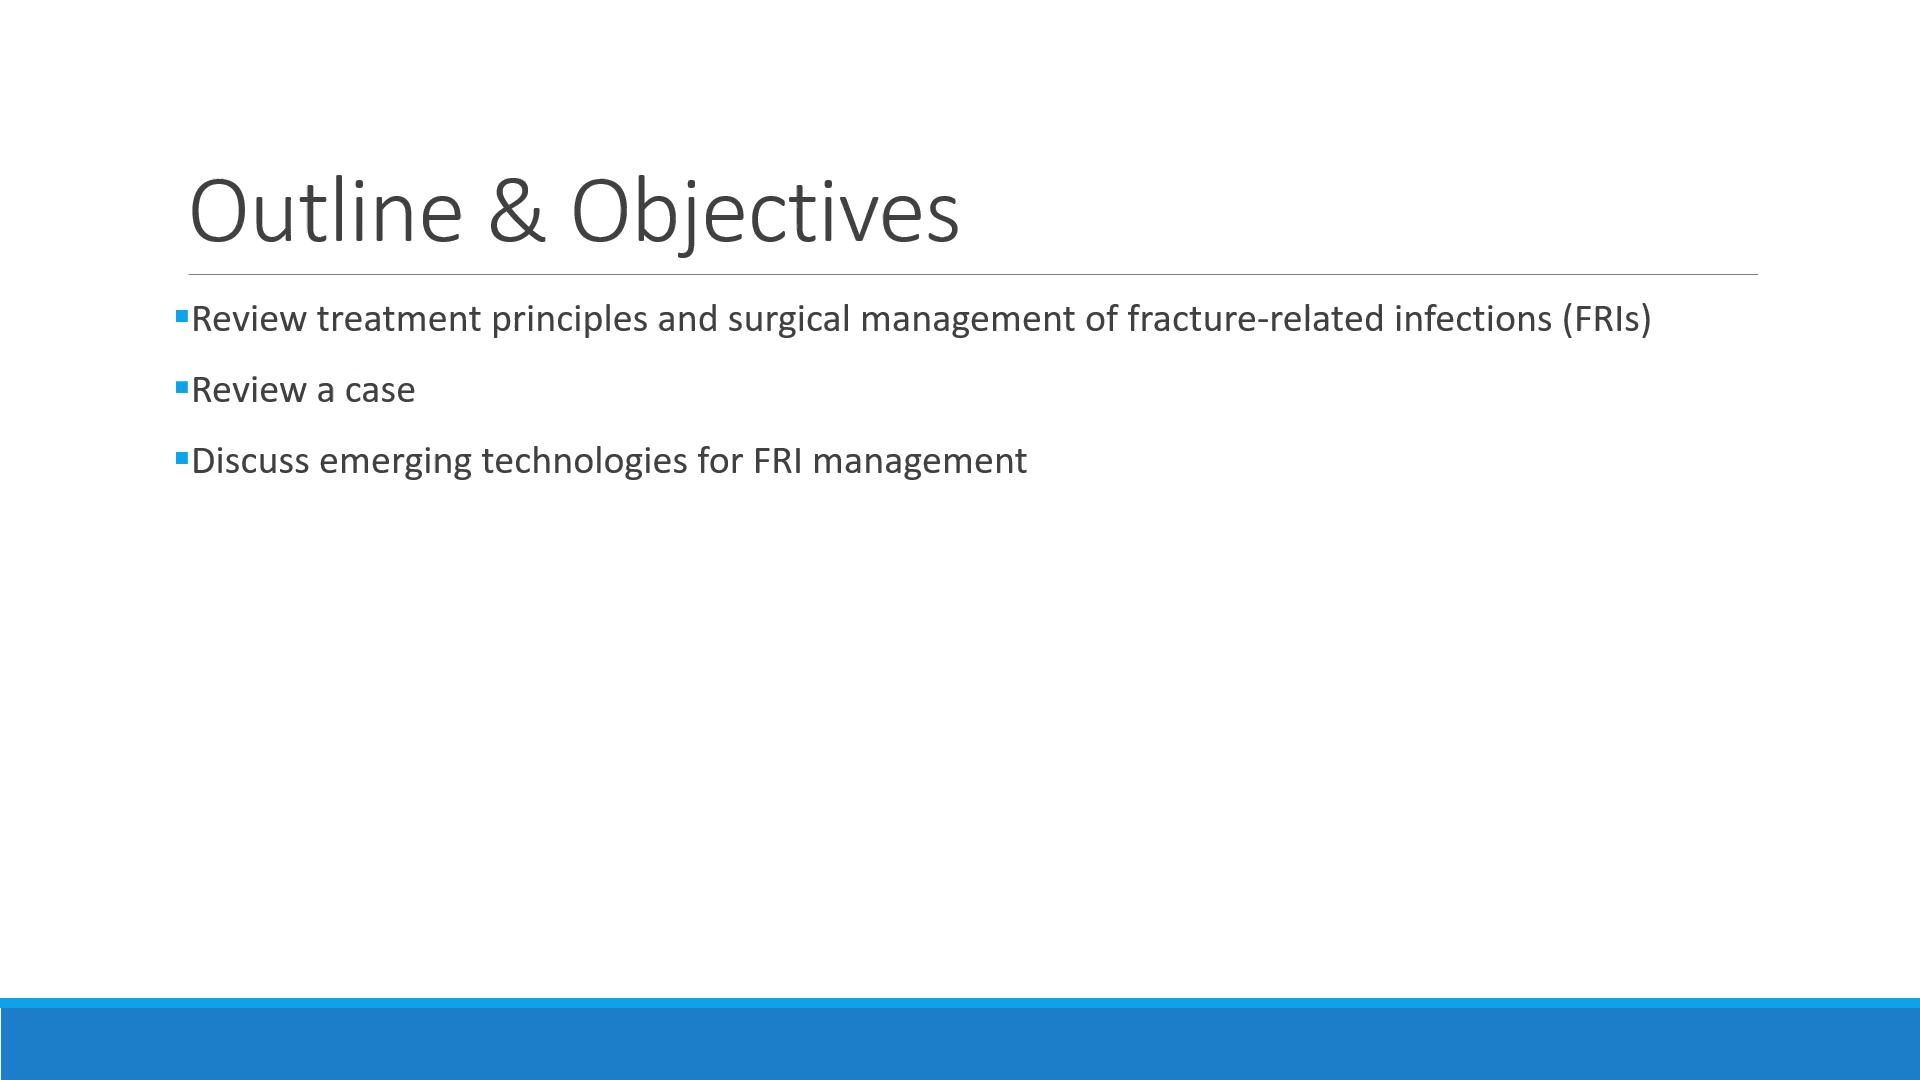 Outline & Objectives
▪Review treatment principles and surgical management of fracture-related infections (FRIs)
▪Review a case
▪Discuss emerging technologies for FRI management